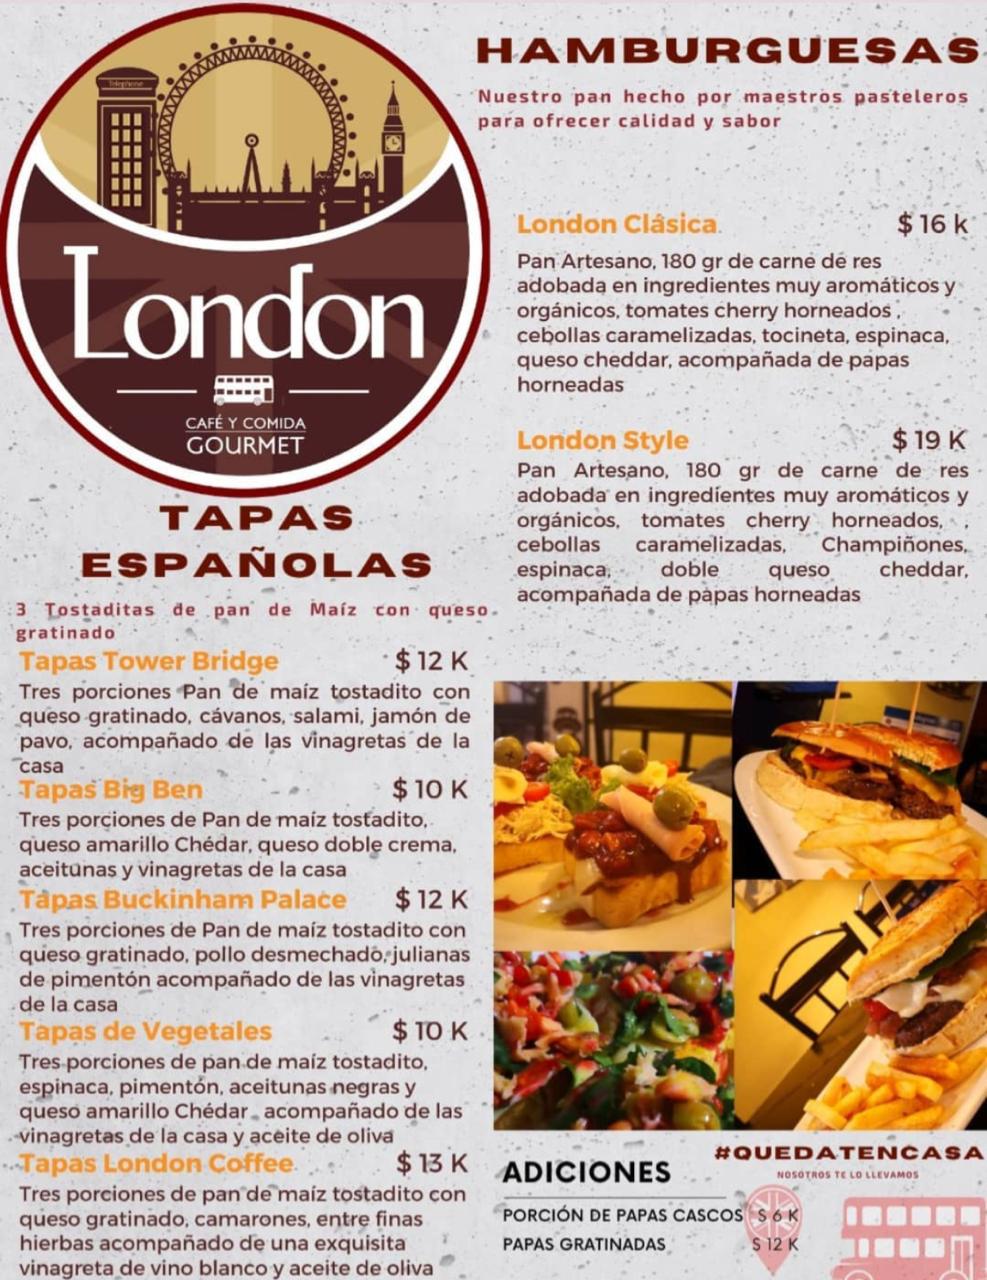 Telephone
London
CAFÉ Y COMIDA
GOURMET
TAPAS
ESPAÑOLAS
3 Tostaditas de pan de Maíz con queso
gratinado
Tapas Tower Bridge $ 12 K
Tres porciones Pan de maíz tostadito con
queso gratinado, cávanos, salami, jamón de
pavo, acompañado de las vinagretas de la
casa
Tapas Big Ben $ 10 K
Tres porciones de Pan de maíz tostadito,
queso amarillo Chédar, queso doble crema,
aceitunas y vinagretas de la casa
Tapas Buckinham Palace $ 12 K
Tres porciones de Pan de maíz tostadito con
queso gratinado, pollo desmechado, julianas
de pimentón acompañado de las vinagretas
de la casa
Tapas de Vegetales $ 10 K
Tres porciones de pan de maíz tostadito,
espinaca, pimentón, aceitunas negras y
queso amarillo Chédar , acompañado de las
vinagretas de la casa y aceite de oliva
Tapas London Coffee $ 13 K
Tres porciones de pan de maíz tostadito con
queso gratinado, camarones, entre finas
hierbas acompañado de una exquisita
vinagreta de vino blanco y aceite de oliva
HAMBURGUESAS
Nuestro pan hecho por maestros pasteleros
para ofrecer calidad y sabor
London Clásica $ 16 k
Pan Artesano, 180 gr de carne de res
adobada en ingredientes muy aromáticos y
orgánicos, tomates cherry horneados ,
cebollas caramelizadas, tocineta, espinaca,
queso cheddar, acompañada de papas
horneadas
London Style $ 19 K
Pan Artesano, 180 gr de carne de res
adobada en ingredientes muy aromáticos y
orgánicos, tomates cherry horneados, ,
cebollas caramelizadas, Champiñones,
espinaca, doble queso cheddar,
acompañada de papas horneadas
#QUEDATENCASA
NOSOTROS TE LO LLEVAMOS
ADICIONES
PORCIÓN DE PAPAS CASCOS $ 6 K
PAPAS GRATINADAS $ 12 K